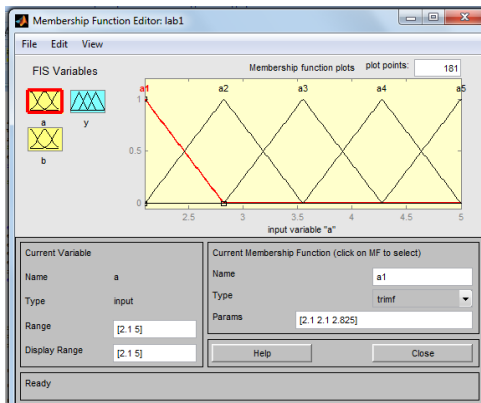 Membership Function Editor: lab1
File Edit View
FIS Variables
a
y
b
Membership function plots plot points: 181
a1 a2 a3 a4 a5
1
0.5
0
2.5 3 3.5 4 4.5 5
input variable "a"
Current Variable
Name a
Type input
Range [2.1 5]
Display Range [2.1 5]
Current Membership Function (click on MF to select)
Name a1
Type trimf
Params [2.1 2.1 2.825]
Help Close
Ready